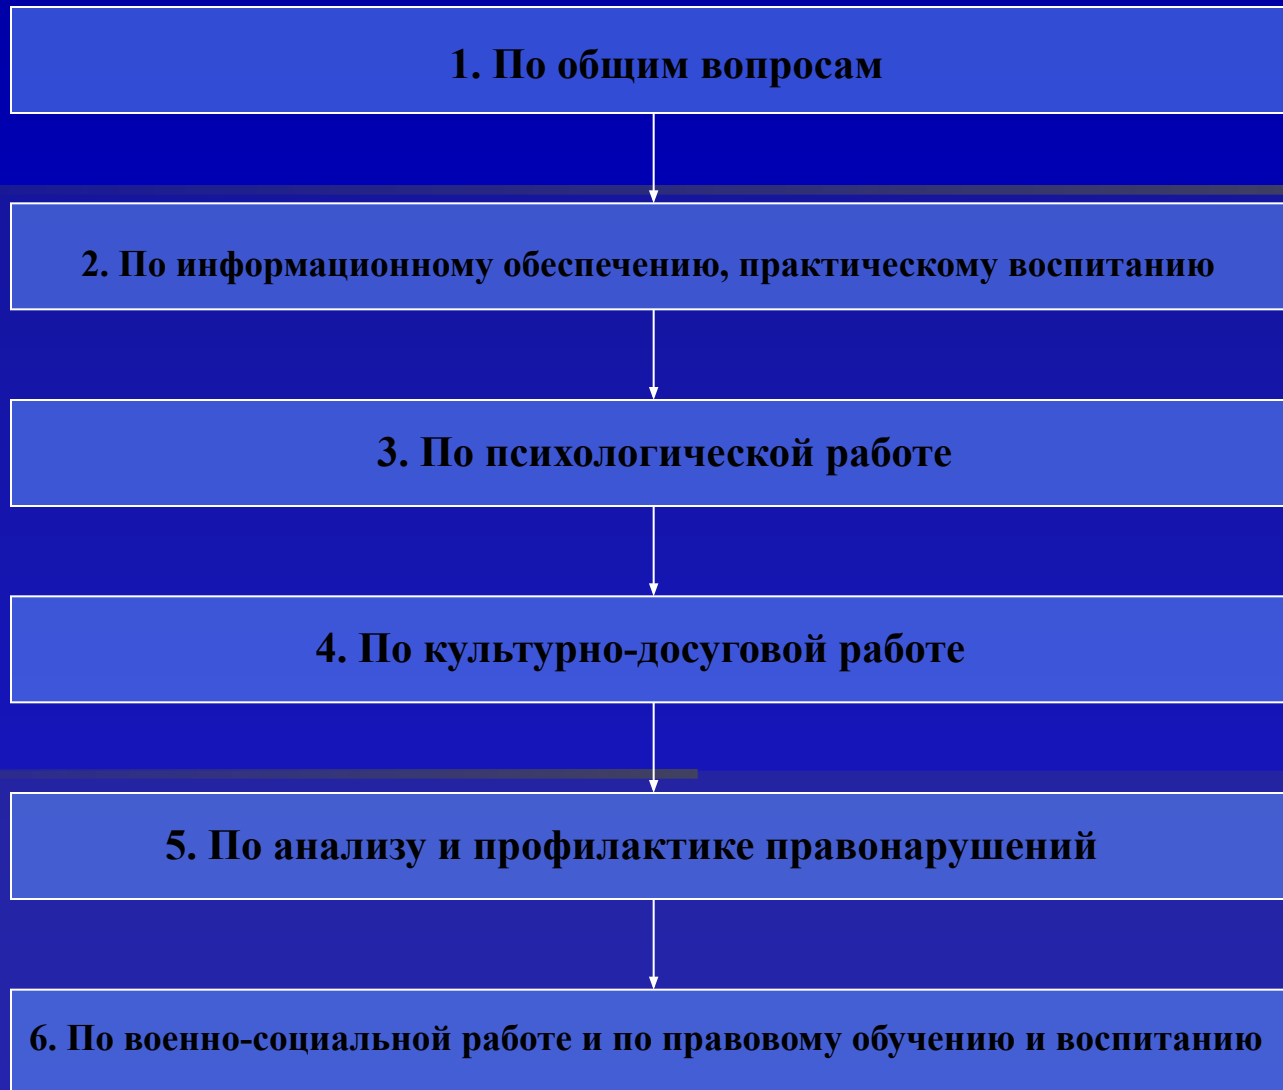 1. По общим вопросам
2. По информационному обеспечению, практическому воспитанию
3. По психологической работе
4. По культурно-досуговой работе
5. По анализу и профилактике правонарушений
6. По военно-социальной работе и по правовому обучению и воспитанию